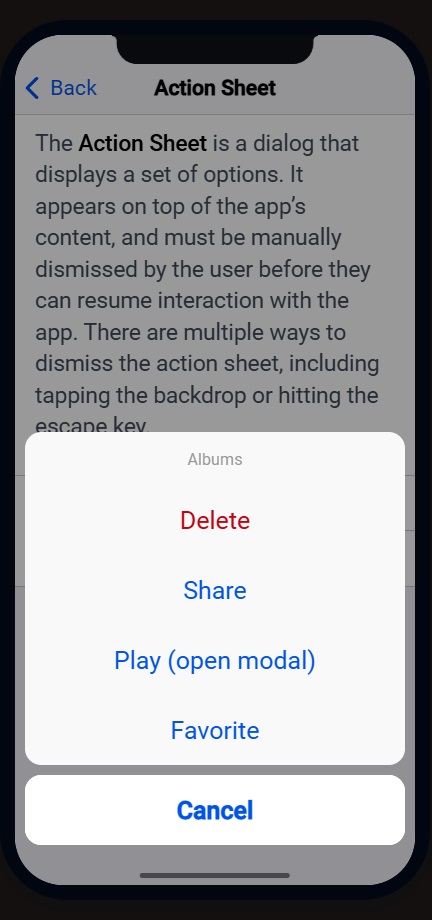 Back
Action Sheet
The Action Sheet is a dialog that
displays a set of options. It
appears on top of the app’s
content, and must be manually
dismissed by the user before they
can resume interaction with the
app. There are multiple ways to
dismiss the action sheet, including
tapping the backdrop or hitting the
escape key.
Albums
Delete
Share
Play (open modal)
Favorite
Cancel